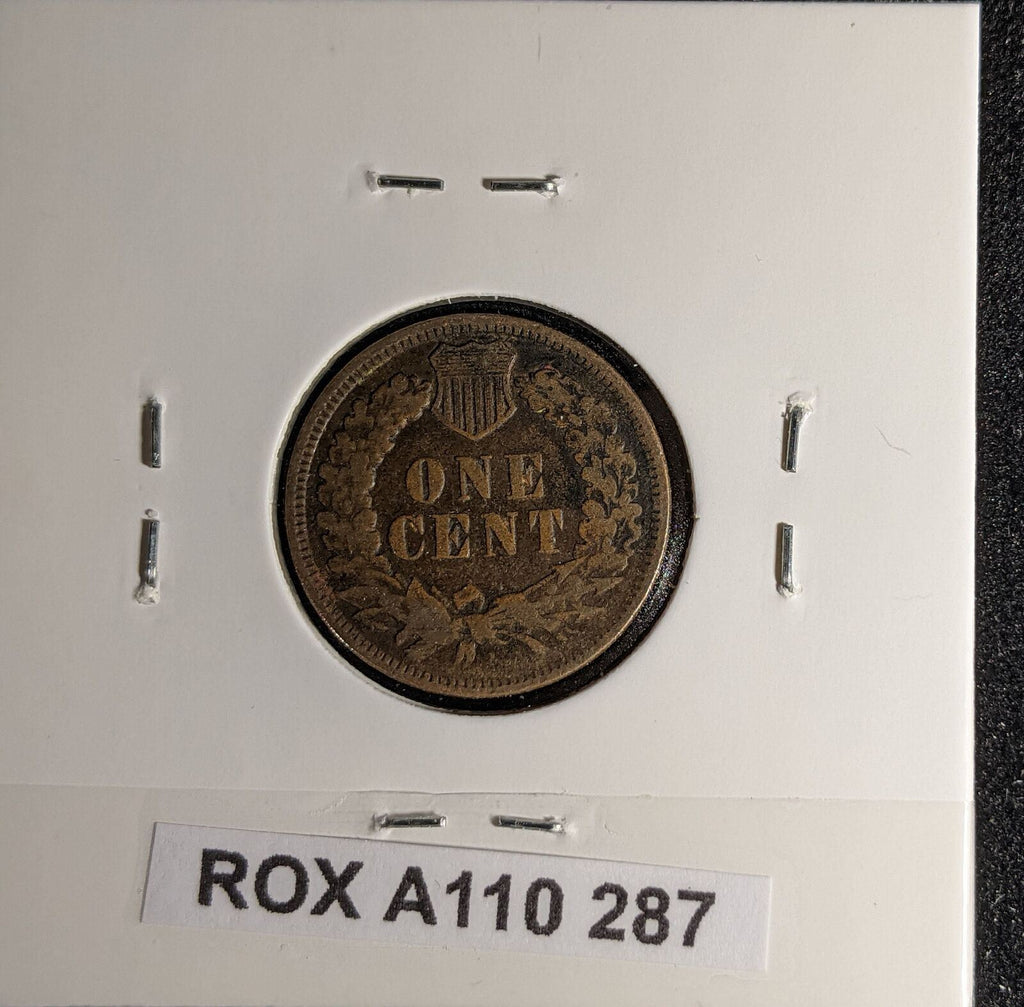 ONE
CENT
ROX A110 287